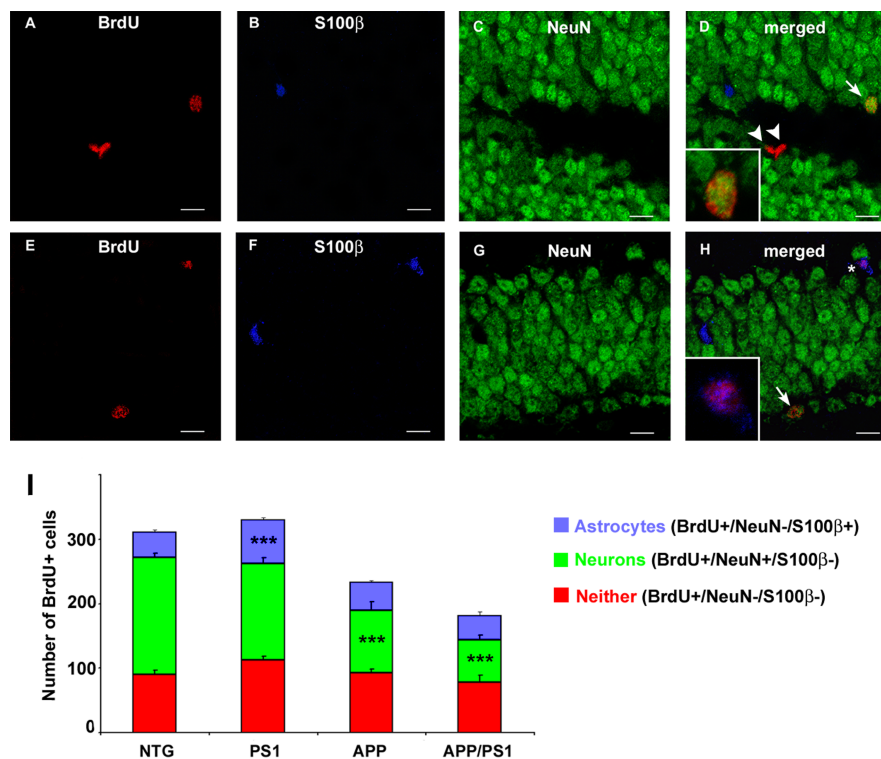 A BrdU
B S100β
C NeuN
D merged
E BrdU
F S100β
G NeuN
H merged
*
I
Number of BrdU+ cells
300
200
100
0
***
***
***
NTG PS1 APP APP/PS1
Astrocytes (BrdU+/NeuN-/S100β+)
Neurons (BrdU+/NeuN+/S100β-)
Neither (BrdU+/NeuN-/S100β-)